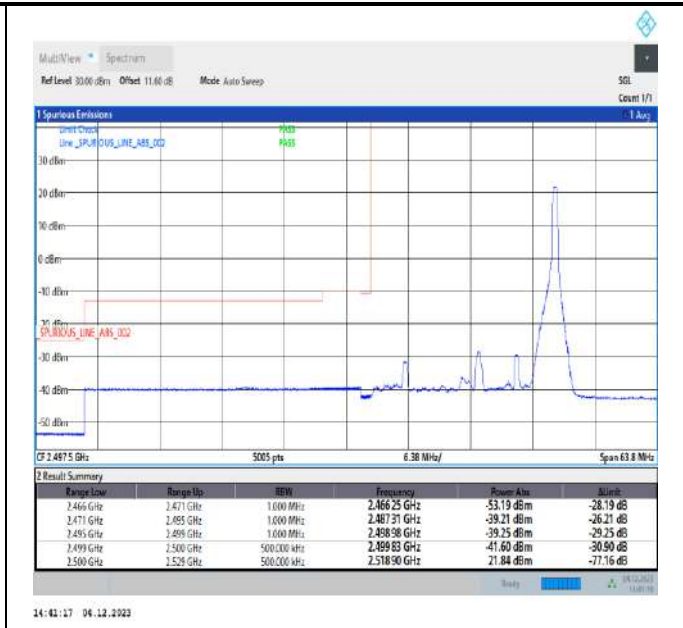 MultiView Spectrum
Ref Level 30.00 dBm Offset 11.60 dB Mode Auto Sweep SGL
Count 1/1
1 Spurious Emissions 1 Avg
Limit Check PASS
Line _SPURIOUS_LINE_ABS_002 PASS
30 dBm
20 dBm
10 dBm
0 dBm
-10 dBm
-20 dBm
_SPURIOUS_LINE_ABS_002
-30 dBm
-40 dBm
-50 dBm
CF 2.4975 GHz 5005 pts 6.38 MHz/ Span 63.8 MHz
2 Result Summary
Range Low Range Up RBW Frequency Power Abs ΔLimit
2.466 GHz 2.471 GHz 1.000 MHz 2.46625 GHz -53.19 dBm -28.19 dB
2.471 GHz 2.495 GHz 1.000 MHz 2.48731 GHz -39.21 dBm -26.21 dB
2.495 GHz 2.499 GHz 1.000 MHz 2.49898 GHz -39.25 dBm -29.25 dB
2.499 GHz 2.500 GHz 500.000 kHz 2.49983 GHz -41.60 dBm -30.90 dB
2.500 GHz 2.529 GHz 500.000 kHz 2.51890 GHz 21.84 dBm -77.16 dB
Ready 04.12.2023
14:41:17 04.12.2023